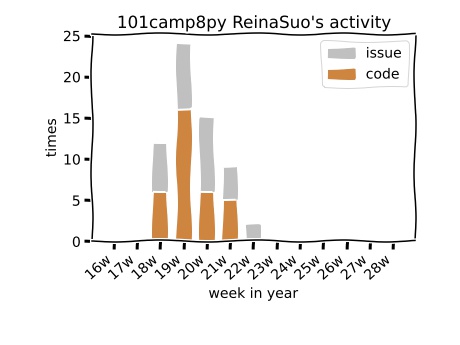 101camp8py ReinaSuo's activity
issue
code
25
20
15
10
5
0
times
16w 17w 18w 19w 20w 21w 22w 23w 24w 25w 26w 27w 28w
week in year